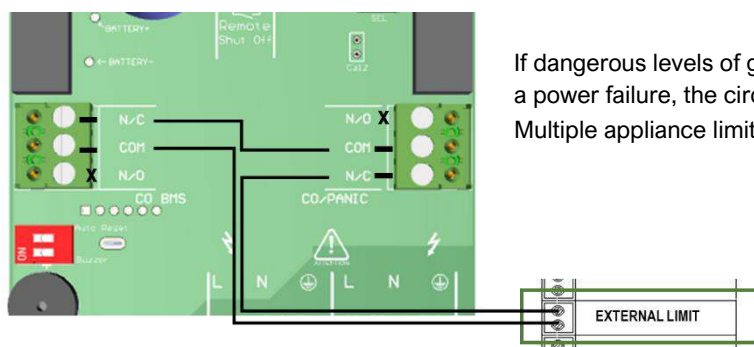 BATTERY+
Remote
Shut Off
SEL
BATTERY-
Cal2
If dangerous levels of g
a power failure, the circ
Multiple appliance limit
N/C
COM
N/O
CO BMS
N/O X
COM
N/C
CO/PANIC
X
Auto Reset
Buzzer
NO
L N L N
EXTERNAL LIMIT